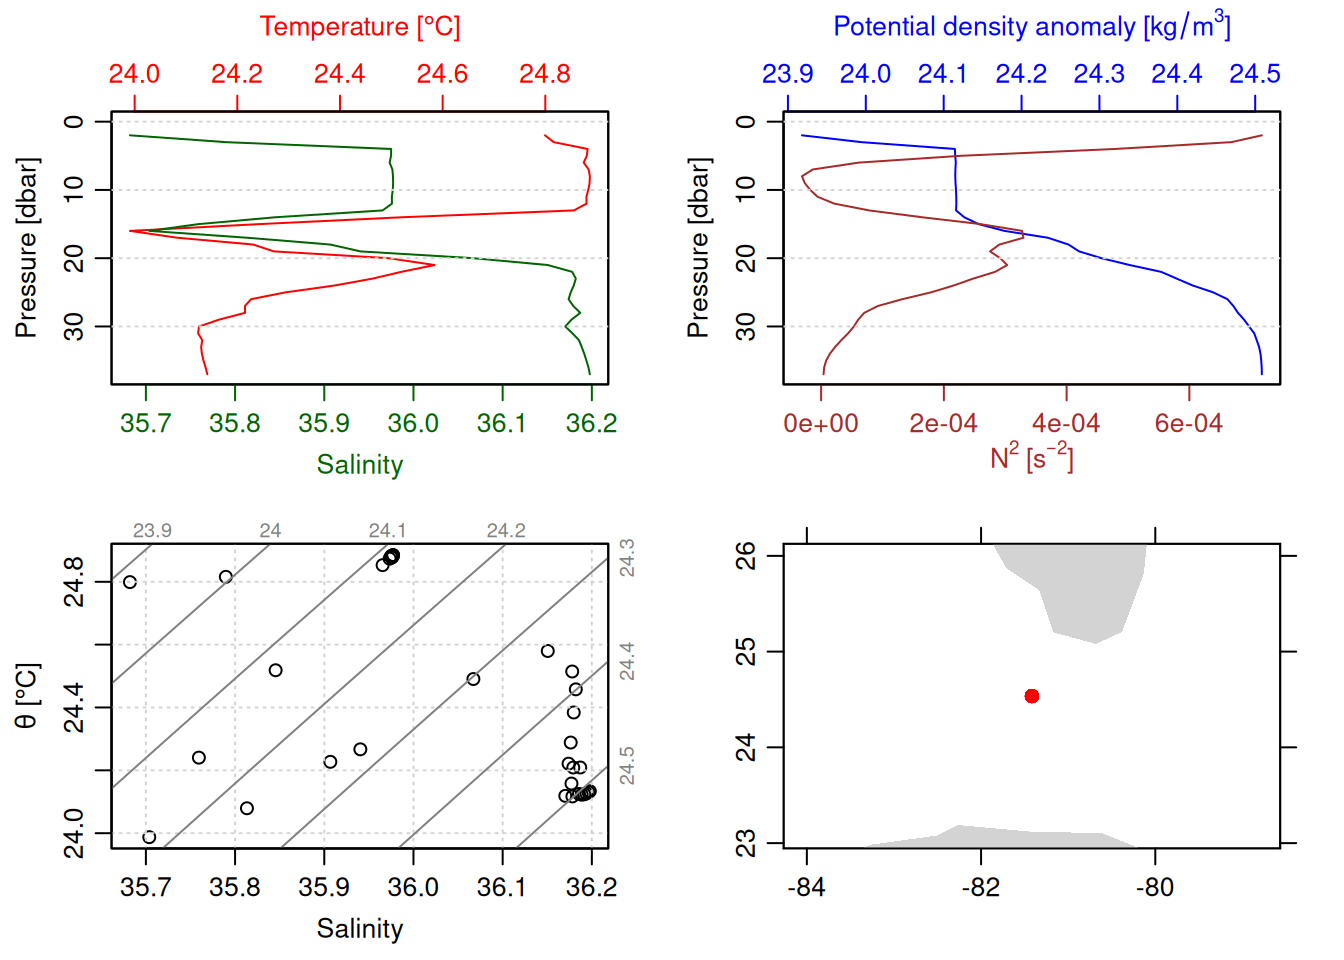 Temperature [°C]
24.0 24.2 24.4 24.6 24.8
Pressure [dbar]
0
10
20
30
35.7 35.8 35.9 36.0 36.1 36.2
Salinity
Potential density anomaly [kg/m³]
23.9 24.0 24.1 24.2 24.3 24.4 24.5
Pressure [dbar]
0
10
20
30
0e+00 2e-04 4e-04 6e-04
N² [s⁻²]
23.9 24 24.1 24.2
24.3
24.4
24.5
θ [°C]
24.8
24.4
24.0
35.7 35.8 35.9 36.0 36.1 36.2
Salinity
26
25
24
23
-84 -82 -80